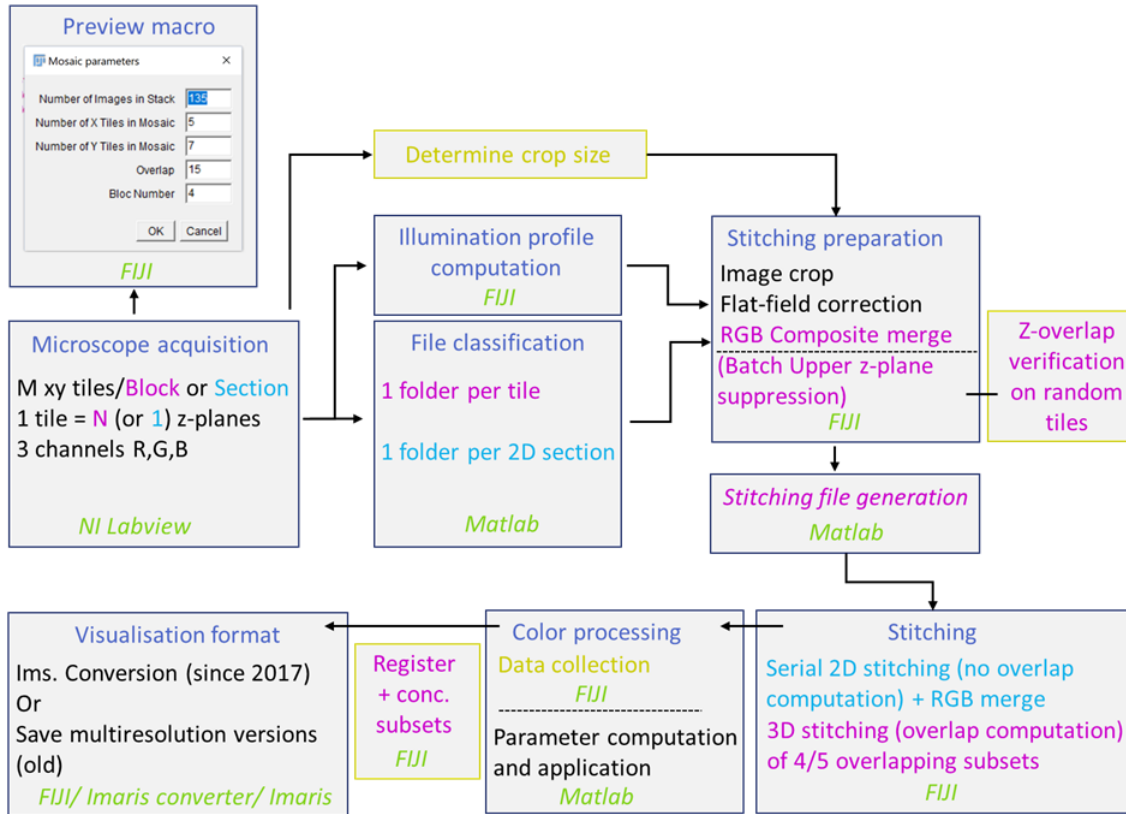 Preview macro
Mosaic parameters
Number of Images in Stack 135
Number of X Tiles in Mosaic 5
Number of Y Tiles in Mosaic 7
Overlap 15
Bloc Number 4
OK Cancel
FIJI
Determine crop size
Microscope acquisition
M xy tiles/Block or Section
1 tile = N (or 1) z-planes
3 channels R,G,B
NI Labview
Illumination profile
computation
FIJI
File classification
1 folder per tile
1 folder per 2D section
Matlab
Stitching preparation
Image crop
Flat-field correction
RGB Composite merge
(Batch Upper z-plane
suppression)
FIJI
Z-overlap
verification
on random
tiles
Stitching file generation
Matlab
Stitching
Serial 2D stitching (no overlap
computation) + RGB merge
3D stitching (overlap computation)
of 4/5 overlapping subsets
FIJI
Color processing
Data collection
FIJI
Parameter computation
and application
Matlab
Register
+ conc.
subsets
FIJI
Visualisation format
Ims. Conversion (since 2017)
Or
Save multiresolution versions
(old)
FIJI/ Imaris converter/ Imaris